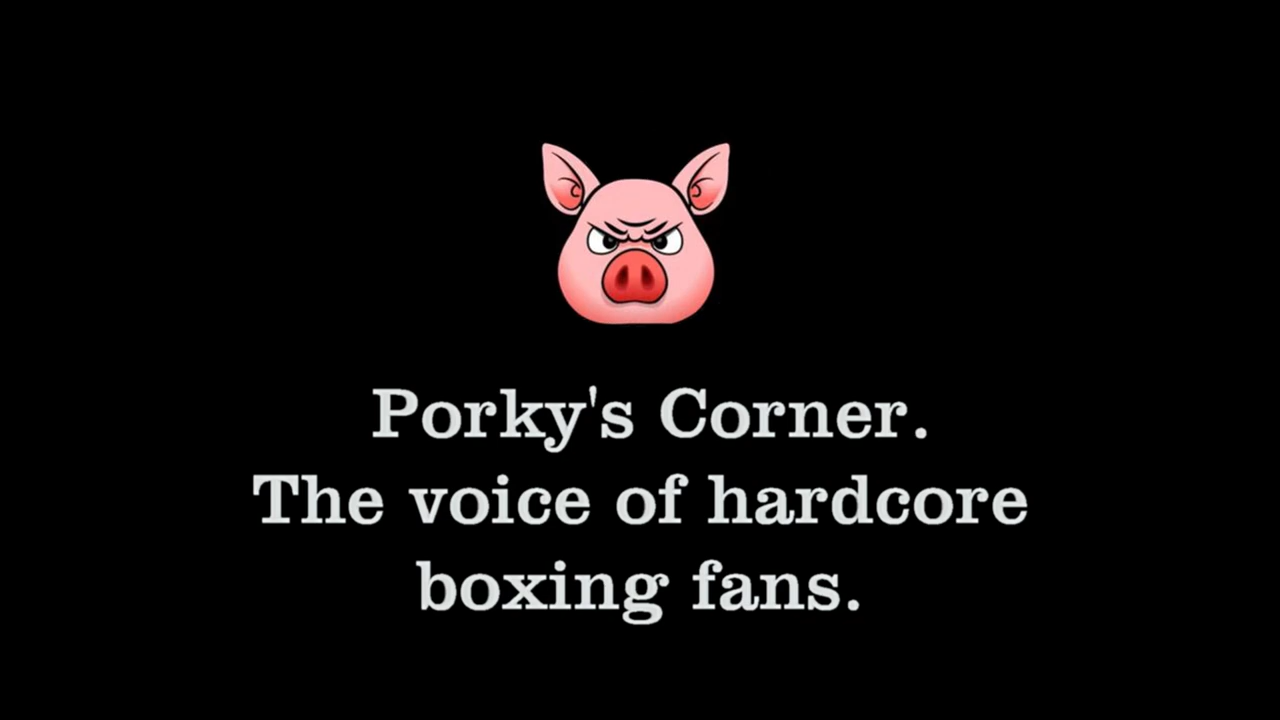 Porky's Corner.
The voice of hardcore
boxing fans.